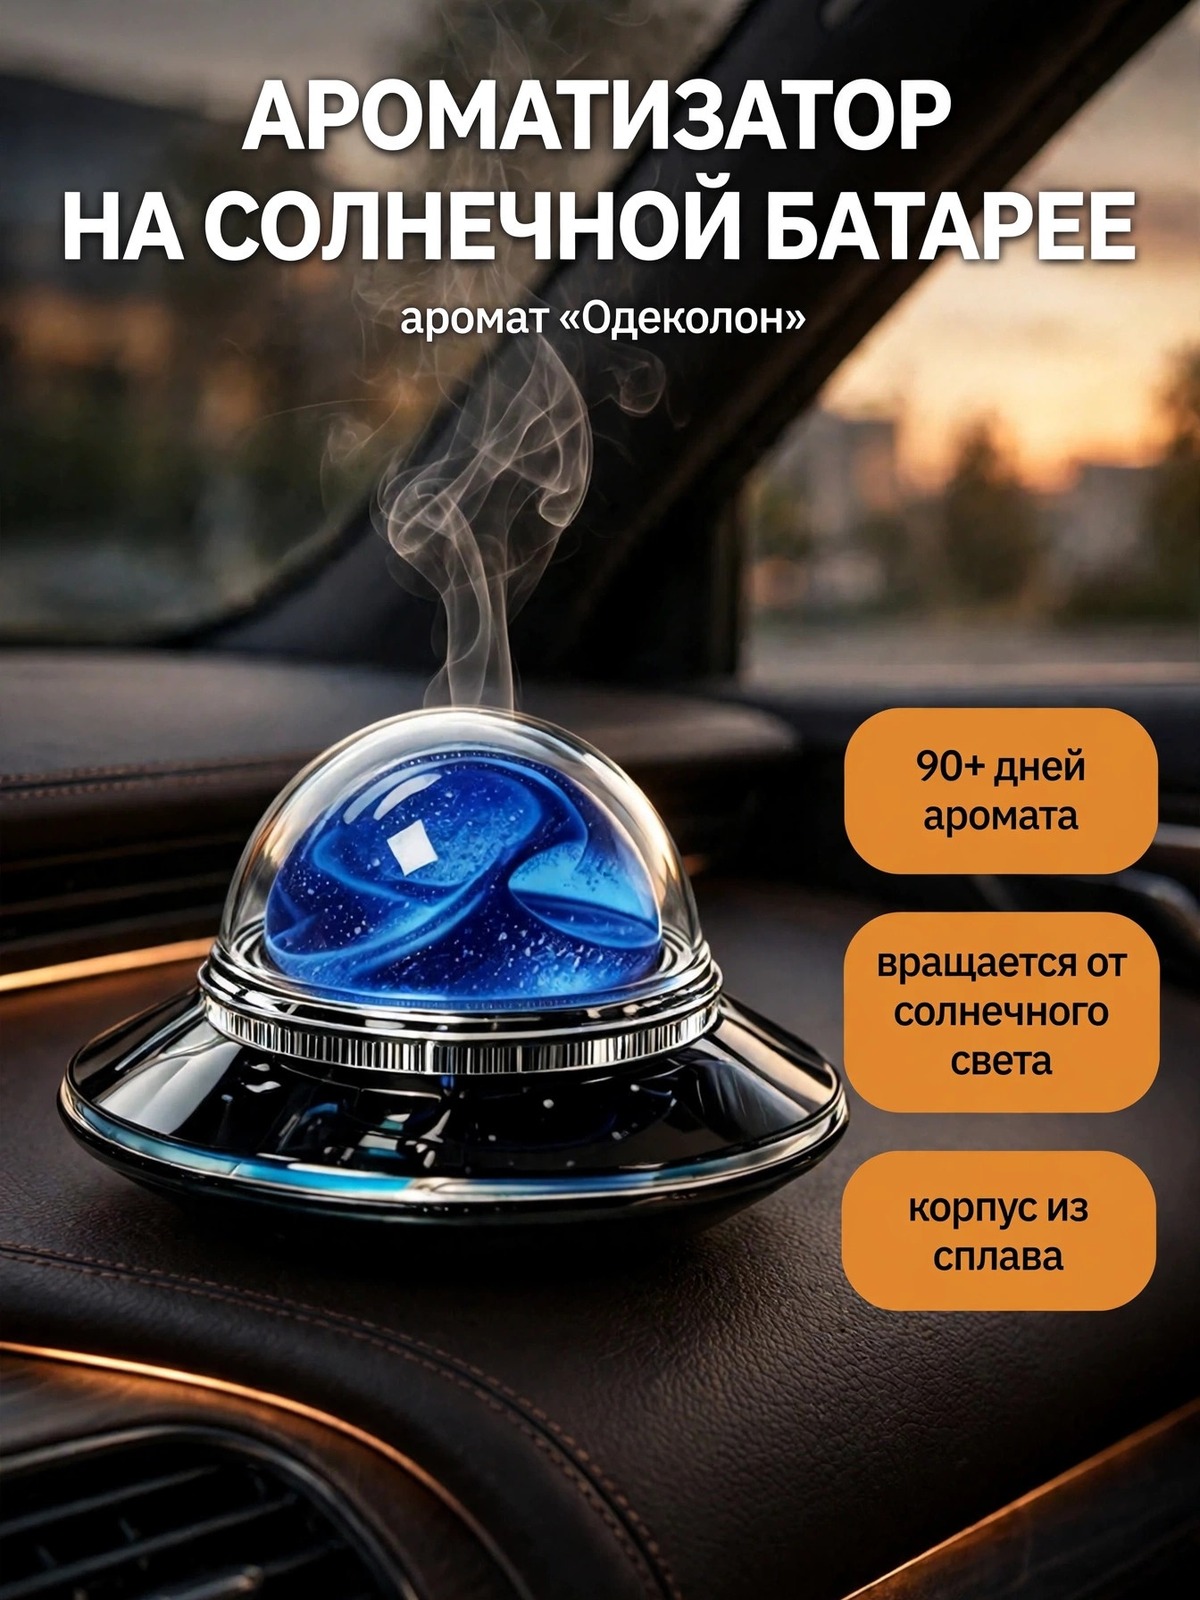 АРОМАТИЗАТОР
НА СОЛНЕЧНОЙ БАТАРЕЕ
аромат «Одеколон»
90+ дней
аромата
вращается от
солнечного
света
корпус из
сплава